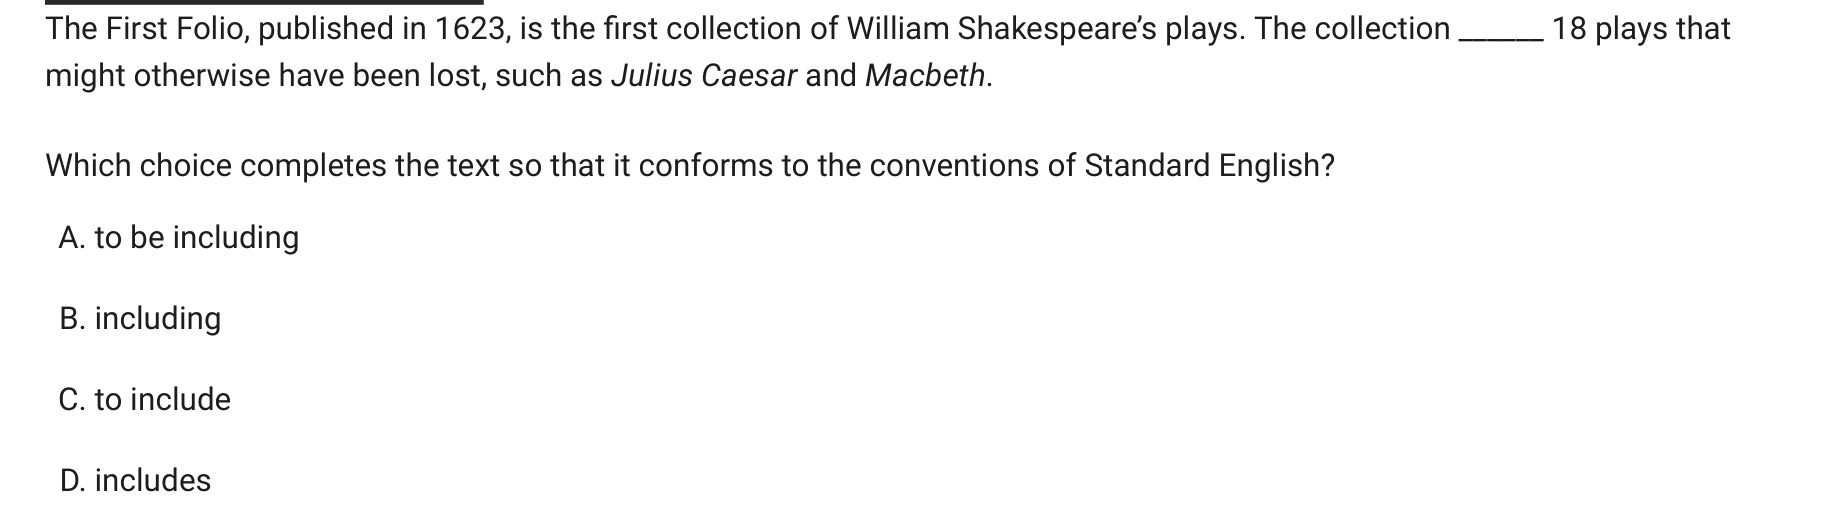 The First Folio, published in 1623, is the first collection of William Shakespeare’s plays. The collection ______ 18 plays that
might otherwise have been lost, such as Julius Caesar and Macbeth.
Which choice completes the text so that it conforms to the conventions of Standard English?
A. to be including
B. including
C. to include
D. includes